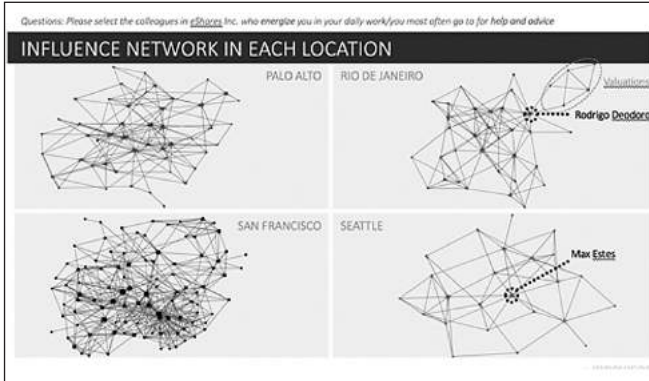 Questions: Please select the colleagues in eShares Inc. who energize you in your daily work/you most often go to for help and advice
INFLUENCE NETWORK IN EACH LOCATION
PALO ALTO
RIO DE JANEIRO
Valuations
Rodrigo Deodoro
SAN FRANCISCO
SEATTLE
Max Estes